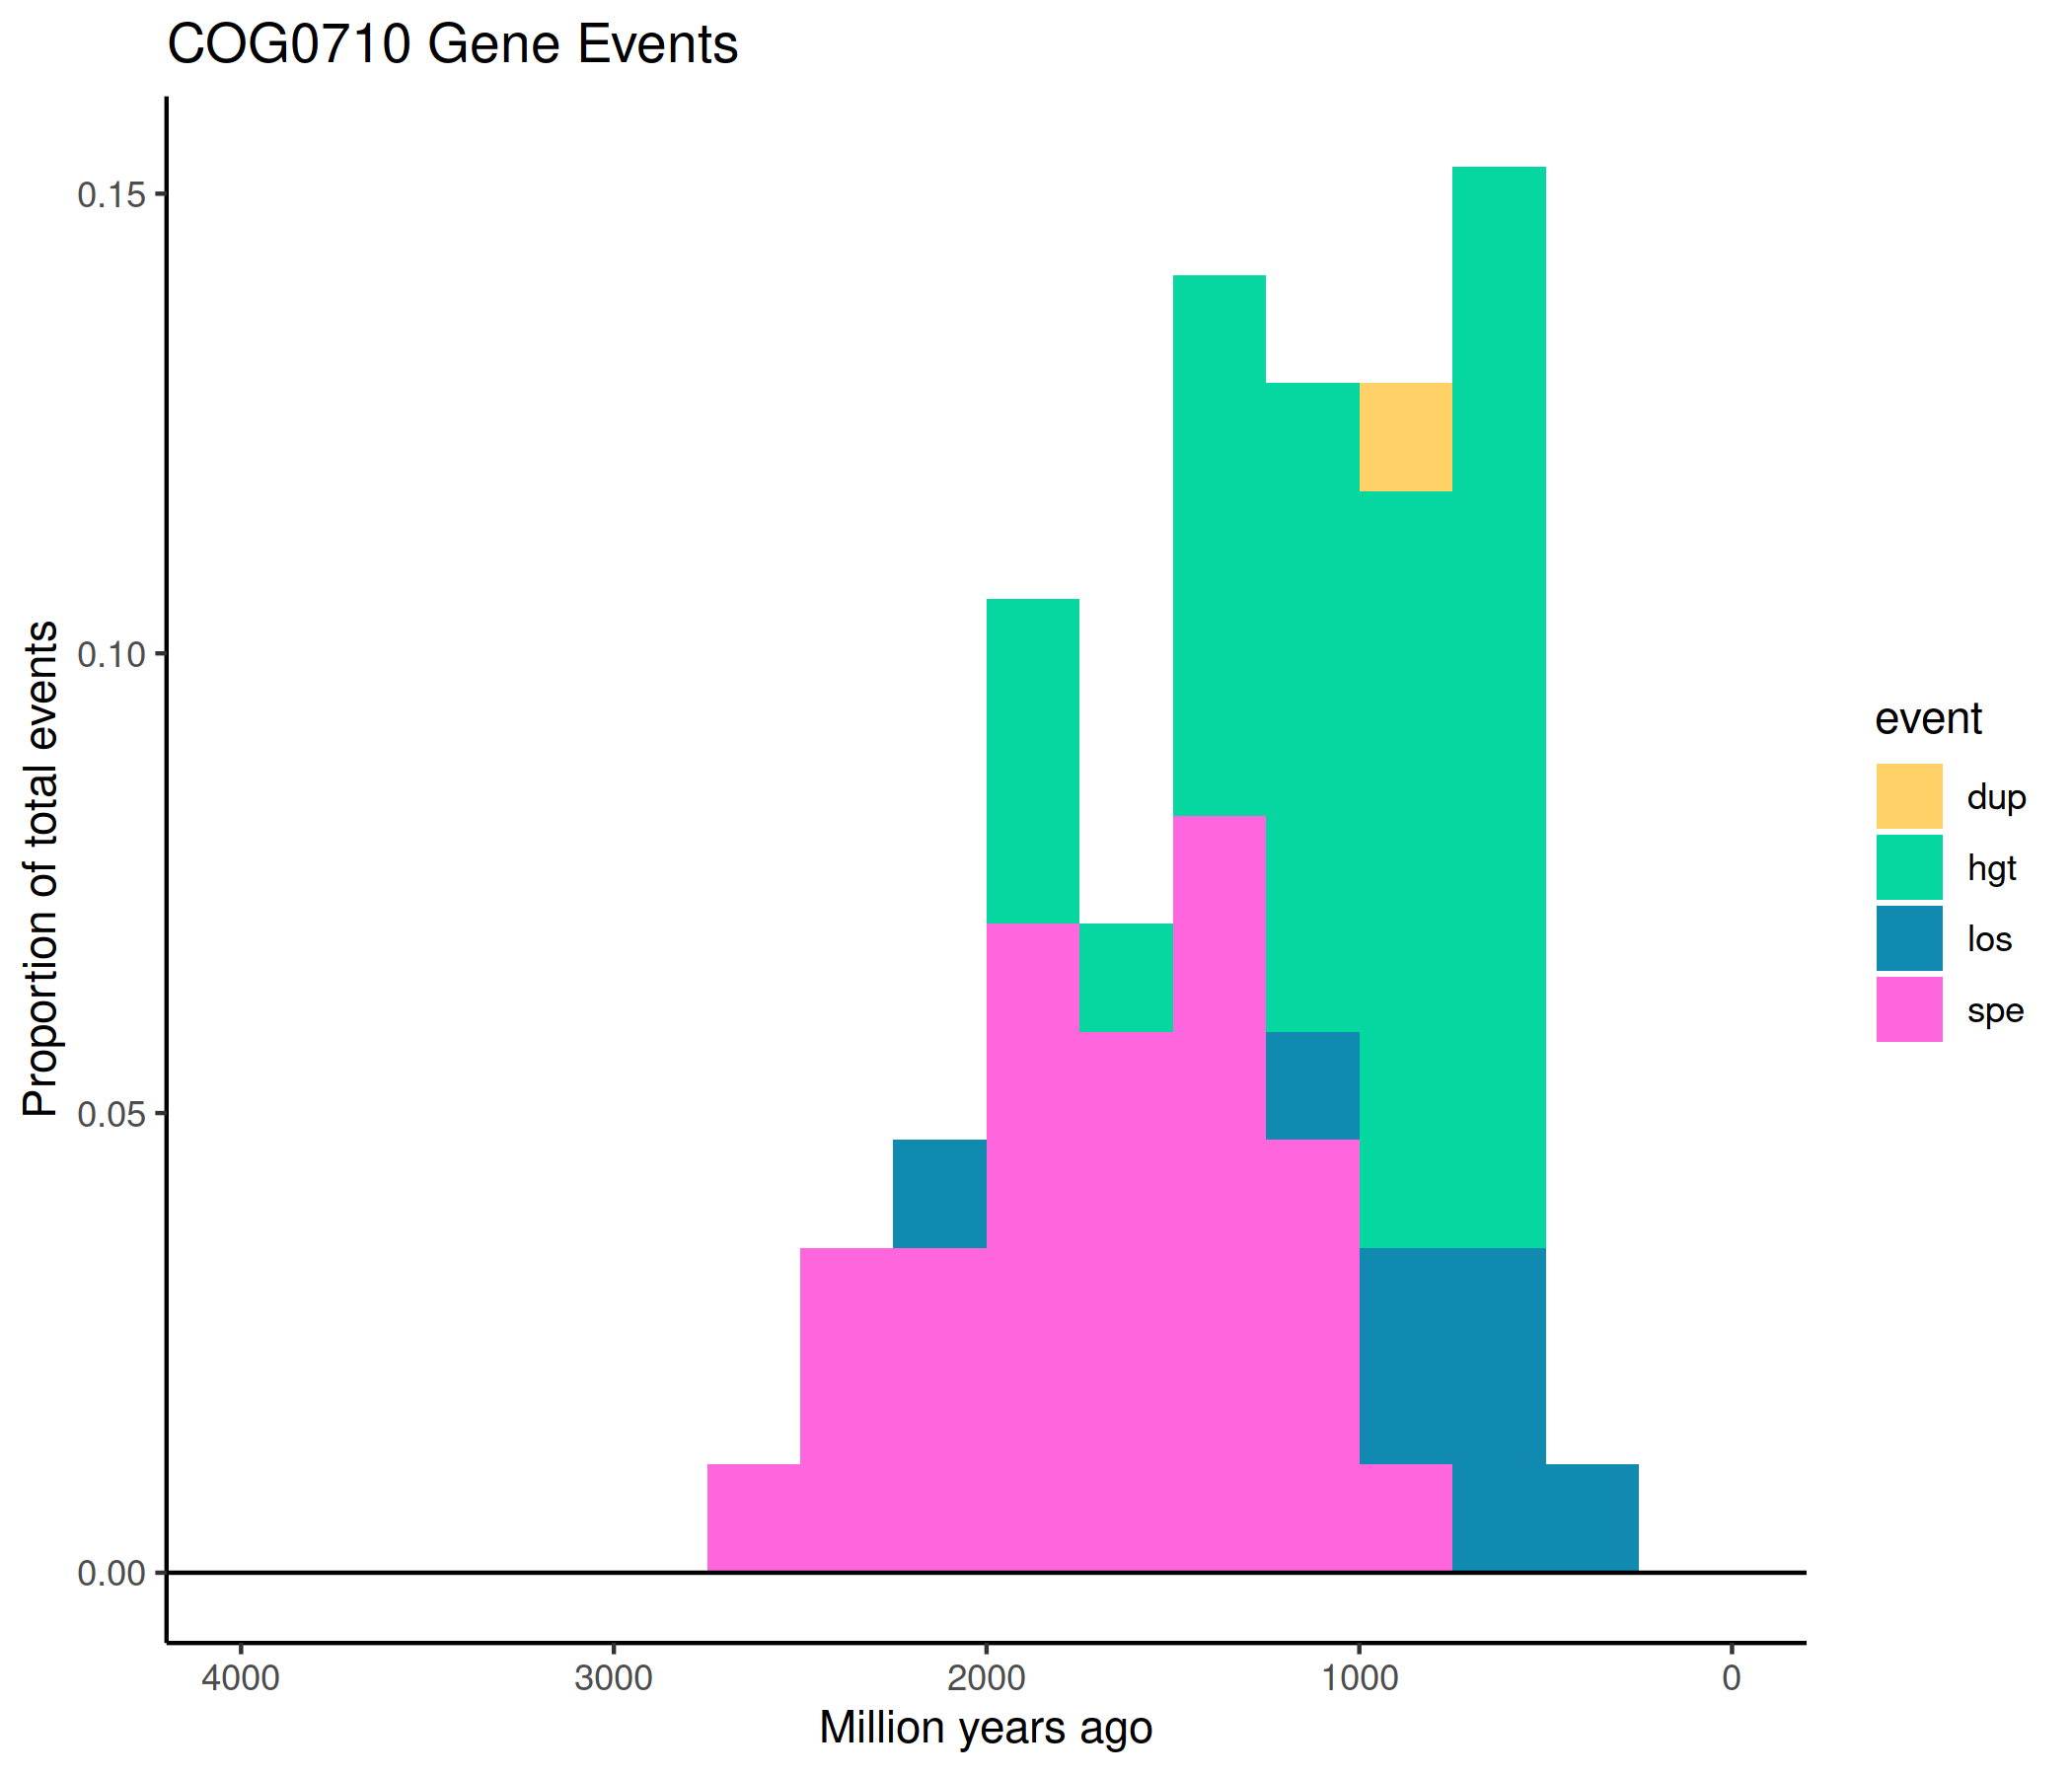 COG0710 Gene Events
Proportion of total events
0.15
0.10
0.05
0.00
4000 3000 2000 1000 0
Million years ago
event
dup
hgt
los
spe